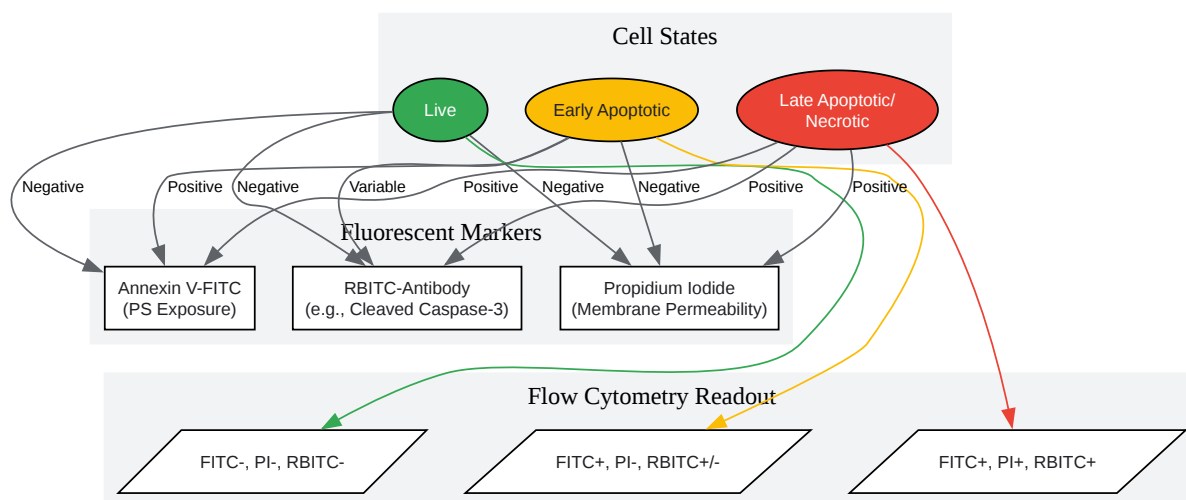 Cell States
Live
Early Apoptotic
Late Apoptotic/
Necrotic
Negative
Positive
Negative
Variable
Positive
Negative
Negative
Positive
Positive
Fluorescent Markers
Annexin V-FITC
(PS Exposure)
RBITC-Antibody
(e.g., Cleaved Caspase-3)
Propidium Iodide
(Membrane Permeability)
Flow Cytometry Readout
FITC-, PI-, RBITC-
FITC+, PI-, RBITC+/-
FITC+, PI+, RBITC+